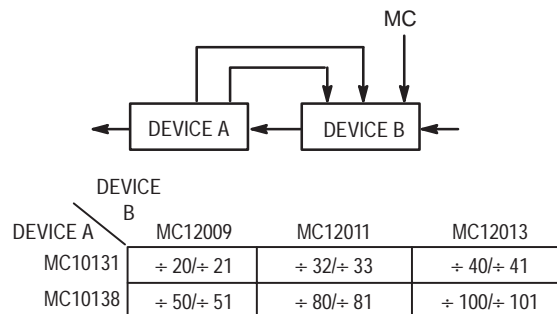 MC
DEVICE A DEVICE B
DEVICE
B
DEVICE A MC12009 MC12011 MC12013
MC10131 ÷ 20/÷ 21 ÷ 32/÷ 33 ÷ 40/÷ 41
MC10138 ÷ 50/÷ 51 ÷ 80/÷ 81 ÷ 100/÷ 101